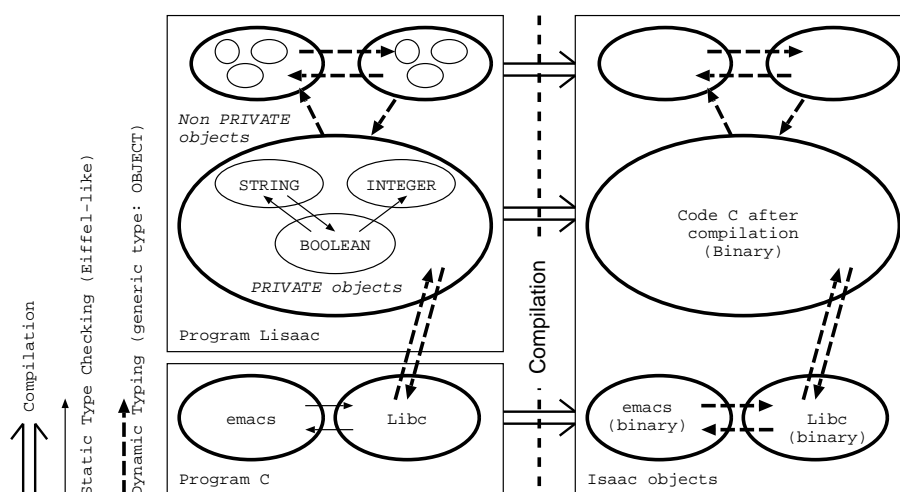 Compilation
Static Type Checking (Eiffel-like)
Dynamic Typing (generic type: OBJECT)
Non PRIVATE
objects
STRING
INTEGER
BOOLEAN
PRIVATE objects
Program Lisaac
emacs
Libc
Program C
Compilation
Code C after
compilation
(Binary)
emacs
(binary)
Libc
(binary)
Isaac objects